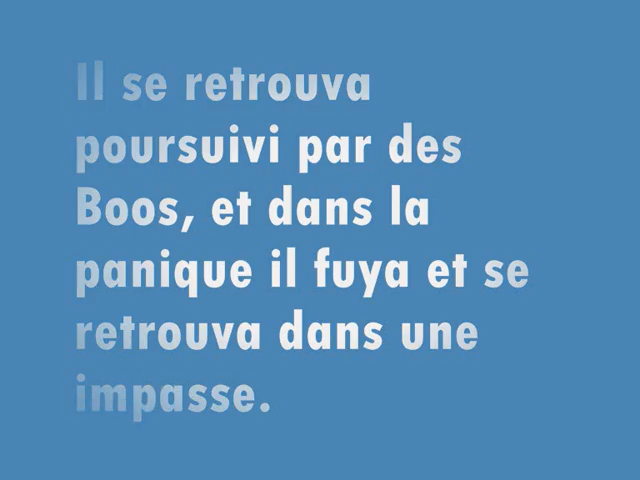 Il se retrouva
poursuivi par des
Boos, et dans la
panique il fuya et se
retrouva dans une
impasse.